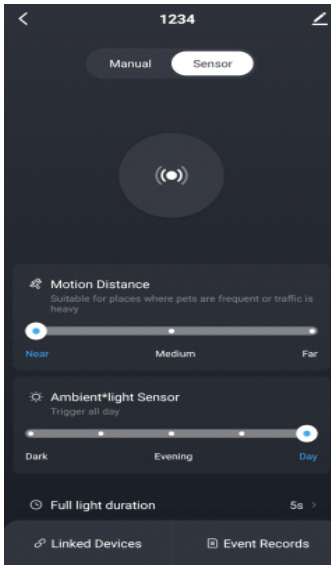 1234
Manual Sensor
Motion Distance
Suitable for places where pets are frequent or traffic is
heavy
Near Medium Far
Ambient*light Sensor
Trigger all day
Dark Evening Day
Full light duration 5s
Linked Devices Event Records